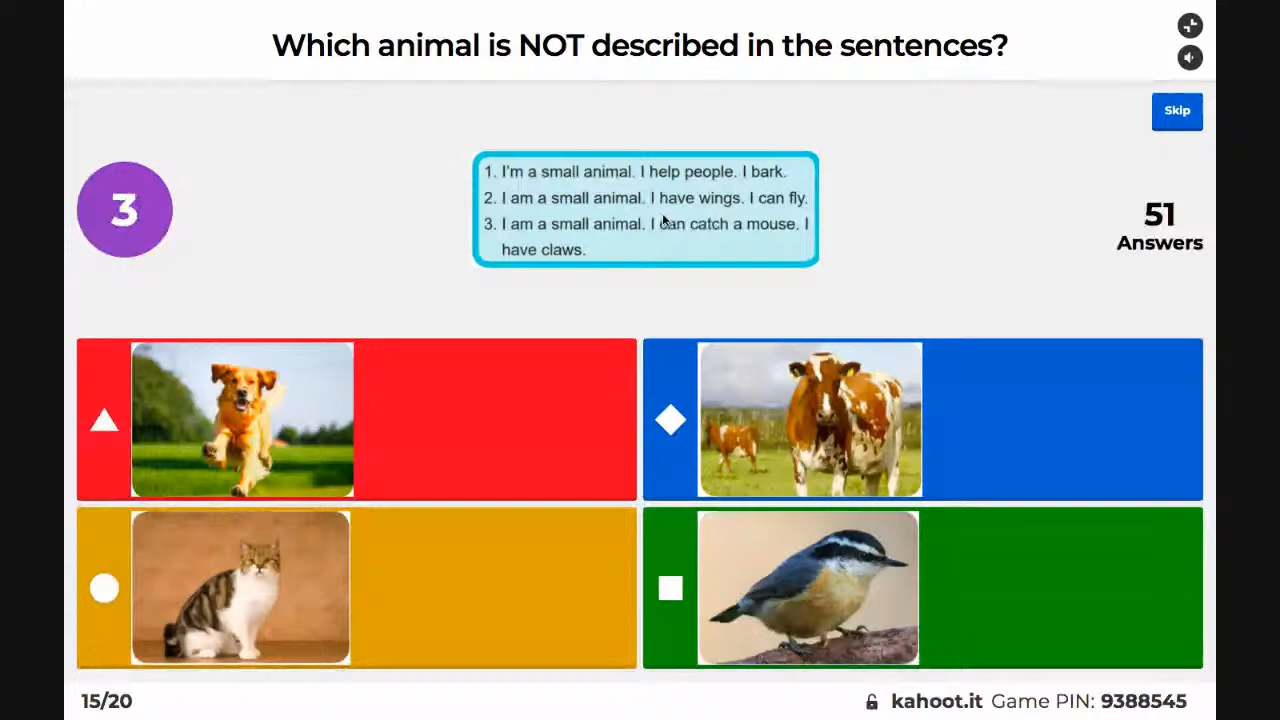 Which animal is NOT described in the sentences?
Skip
3
1. I'm a small animal. I help people. I bark.
2. I am a small animal. I have wings. I can fly.
3. I am a small animal. I can catch a mouse. I
have claws.
51
Answers
15/20
kahoot.it Game PIN: 9388545